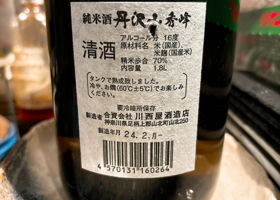 純米酒 丹沢山 秀峰
アルコール分 16度
清酒
原材料名 米(国産米)
米麹(国産米)
精米歩合 70%
内容量 1.8L
タンクで熟成致しました。
冷や、お燗(60℃±5℃)でお楽しみ
ください。
要冷暗所保存
製造者 合資会社 川西屋酒造店
神奈川県足柄上郡山北町山北250
製造年月 24.2.
4 570131 160264